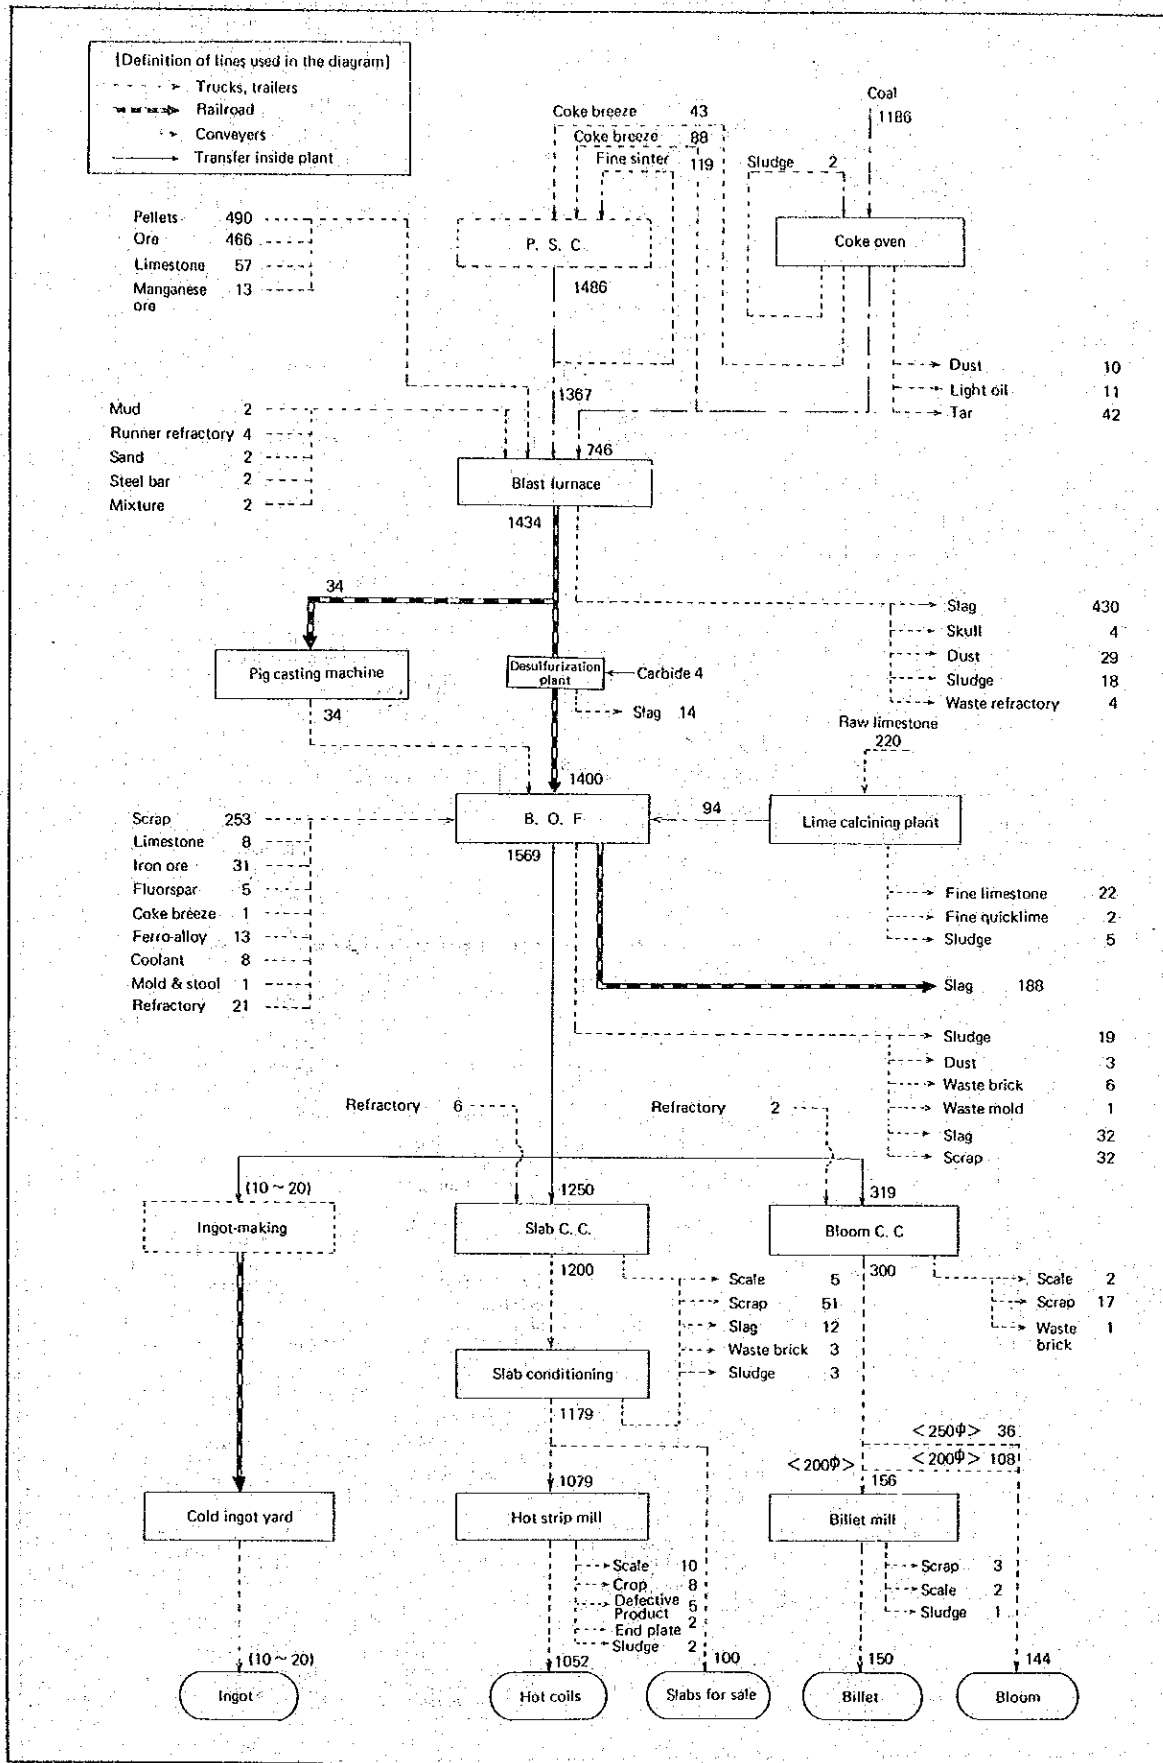 (Definition of lines used in the diagram)
Trucks, trailers
Railroad
Conveyers
Transfer inside plant
Coke breeze 43
Coke breeze 88
Fine sinter 119
Coal
1186
Sludge 2
Pellets 490
Ore 466
Limestone 57
Manganese ore 13
P. S. C.
1486
Coke oven
Dust 10
Light oil 11
Tar 42
1367
746
Mud 2
Runner refractory 4
Sand 2
Steel bar 2
Mixture 2
Blast furnace
1434
34
Slag 430
Skull 4
Dust 29
Sludge 18
Waste refractory 4
Pig casting machine
34
Desulfurization plant
Carbide 4
Slag 14
Raw limestone
220
1400
Scrap 253
Limestone 8
Iron ore 31
Fluorspar 5
Coke breeze 1
Ferro-alloy 13
Coolant 8
Mold & stool 1
Refractory 21
B. O. F
1569
94
Lime calcining plant
Fine limestone 22
Fine quicklime 2
Sludge 5
Slag 188
Sludge 19
Dust 3
Waste brick 6
Waste mold 1
Slag 32
Scrap 32
Refractory 6
Refractory 2
(10 ~ 20)
1250
319
Ingot-making
Slab C. C.
Bloom C. C
1200
300
Scale 5
Scrap 51
Slag 12
Waste brick 3
Sludge 3
Scale 2
Scrap 17
Waste brick 1
Slab conditioning
1179
<250Φ> 36
<200Φ> 108
<200Φ>
1079
156
Cold ingot yard
Hot strip mill
Billet mill
Scale 10
Crop 8
Defective Product 5
End plate 2
Sludge 2
Scrap 3
Scale 2
Sludge 1
(10 ~ 20)
1052
100
150
144
Ingot
Hot coils
Slabs for sale
Billet
Bloom